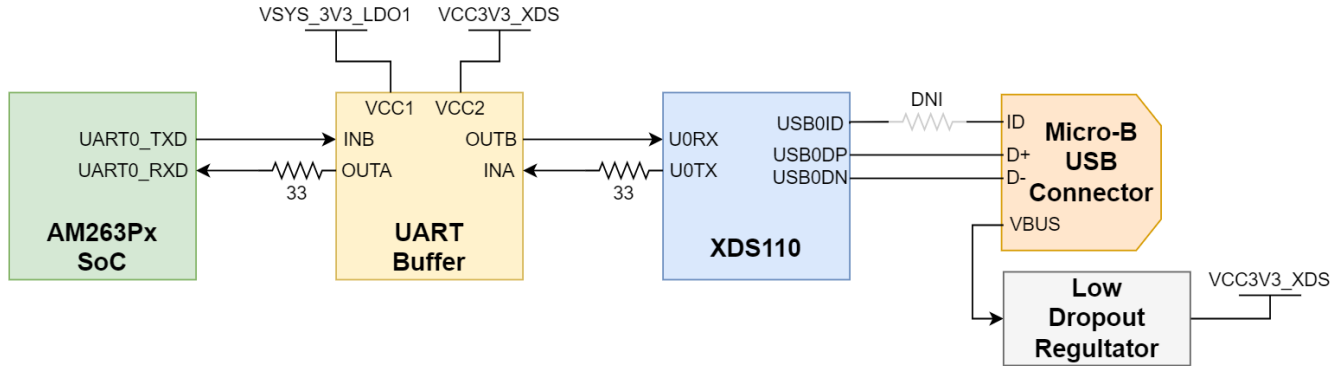 VSYS_3V3_LDO1
VCC3V3_XDS
VCC1
VCC2
UART0_TXD
UART0_RXD
AM263Px
SoC
33
INB
OUTA
OUTB
INA
UART
Buffer
33
U0RX
U0TX
USB0ID
USB0DP
USB0DN
XDS110
DNI
ID
D+
D-
VBUS
Micro-B
USB
Connector
Low
Dropout
Regultator
VCC3V3_XDS